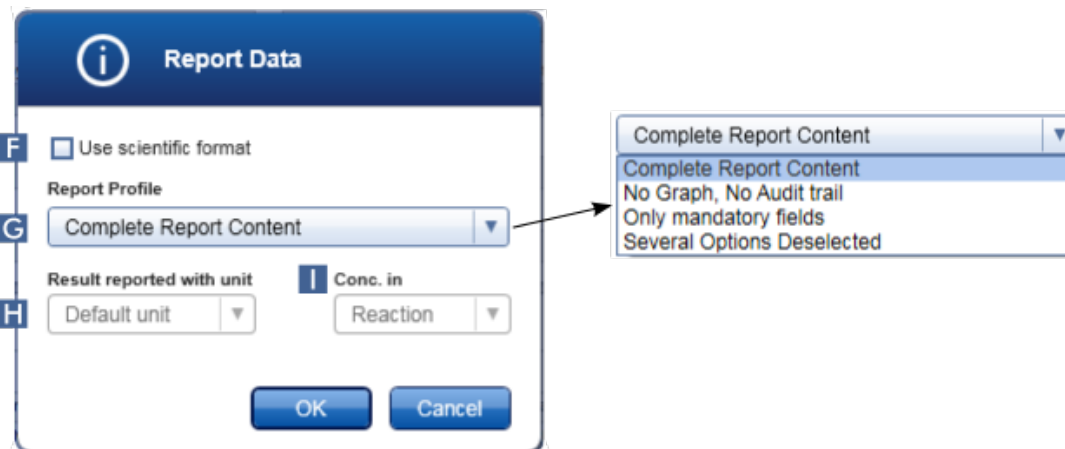 Report Data
F Use scientific format
Report Profile
G Complete Report Content
Result reported with unit I Conc. in
H Default unit Reaction
OK Cancel
Complete Report Content
Complete Report Content
No Graph, No Audit trail
Only mandatory fields
Several Options Deselected